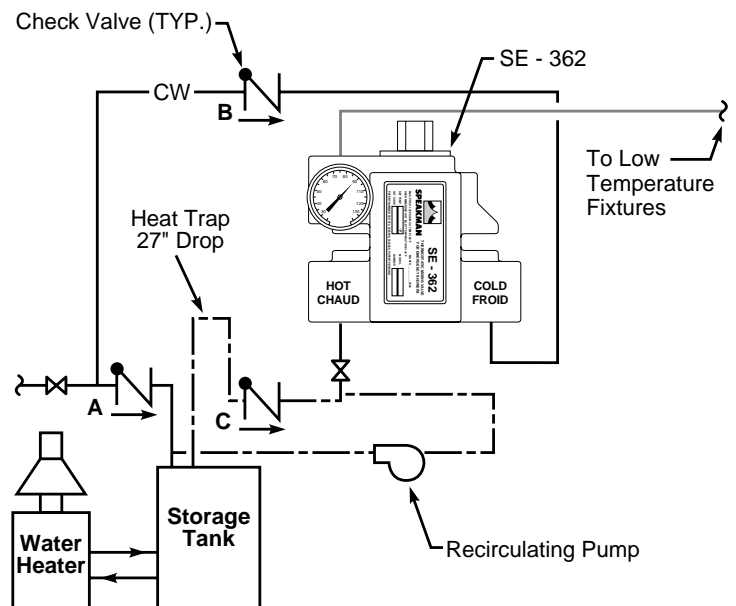 Check Valve (TYP.)
SE - 362
CW
B
To Low
Temperature
Fixtures
Heat Trap
27" Drop
SPEAKMAN
SE - 362
HOT
CHAUD
COLD
FROID
A
C
Storage
Tank
Water
Heater
Recirculating Pump